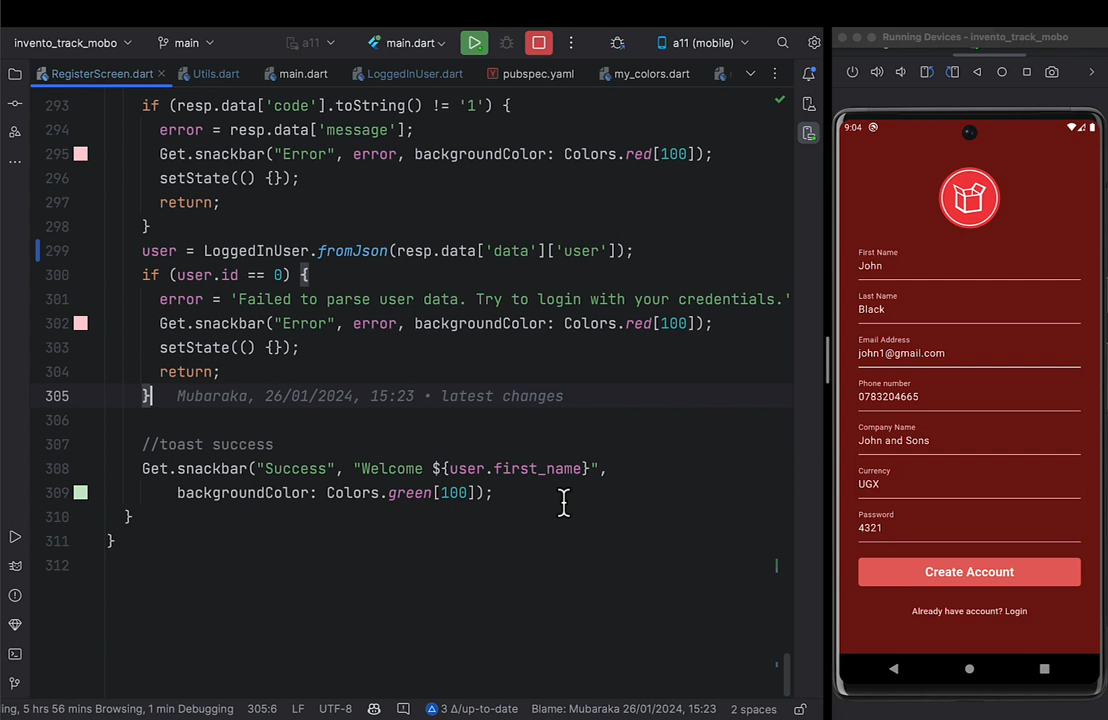 invento_track_mobo
main
a11
main.dart
a11 (mobile)
Running Devices - invento_track_mobo
RegisterScreen.dart
Utils.dart
main.dart
LoggedInUser.dart
pubspec.yaml
my_colors.dart
293 if (resp.data['code'].toString() != '1') {
294 error = resp.data['message'];
295 Get.snackbar("Error", error, backgroundColor: Colors.red[100]);
296 setState(() {});
297 return;
298 }
299 user = LoggedInUser.fromJson(resp.data['data']['user']);
300 if (user.id == 0) {
301 error = 'Failed to parse user data. Try to login with your credentials.'
302 Get.snackbar("Error", error, backgroundColor: Colors.red[100]);
303 setState(() {});
304 return;
305 } Mubaraka, 26/01/2024, 15:23 • latest changes
306
307 //toast success
308 Get.snackbar("Success", "Welcome ${user.first_name}",
309 backgroundColor: Colors.green[100]);
310 }
311 }
312
9:04
First Name
John
Last Name
Black
Email Address
john1@gmail.com
Phone number
0783204665
Company Name
John and Sons
Currency
UGX
Password
4321
Create Account
Already have account? Login
ing, 5 hrs 56 mins Browsing, 1 min Debugging
305:6
LF
UTF-8
3 Δ/up-to-date
Blame: Mubaraka 26/01/2024, 15:23
2 spaces